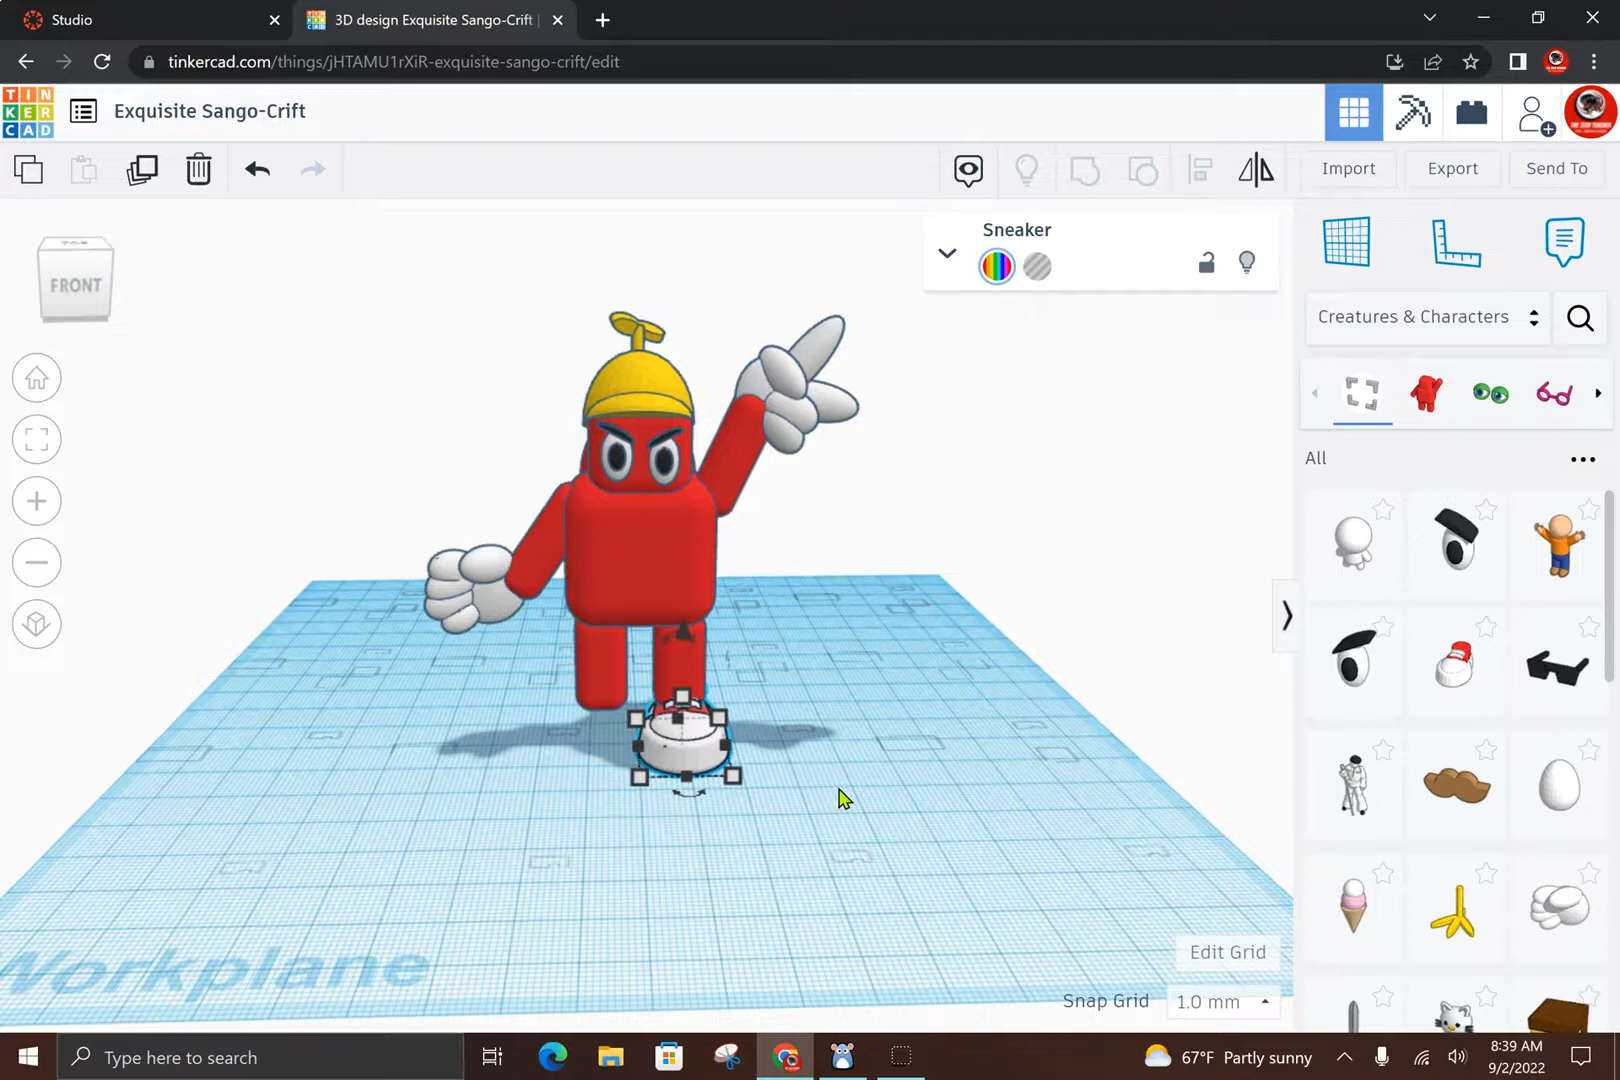 Studio
3D design Exquisite Sango-Crift |
tinkercad.com/things/jHTAMU1rXiR-exquisite-sango-crift/edit
TIN
KER
CAD
Exquisite Sango-Crift
Import
Export
Send To
TOP
FRONT
Sneaker
Creatures & Characters
All
Workplane
Edit Grid
Snap Grid
1.0 mm
Type here to search
67°F Partly sunny
8:39 AM
9/2/2022